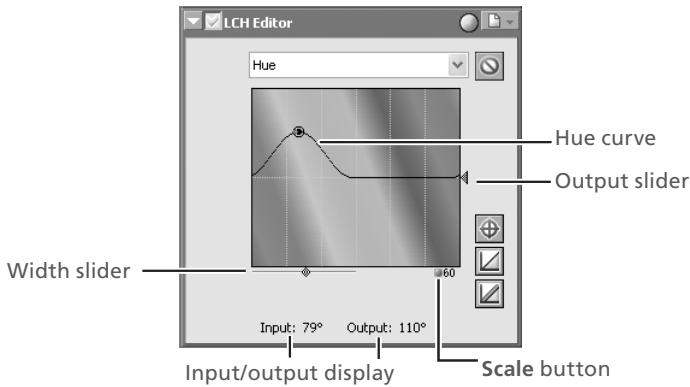 LCH Editor
Hue
Hue curve
Output slider
Width slider
60
Input: 79° Output: 110°
Input/output display
Scale button